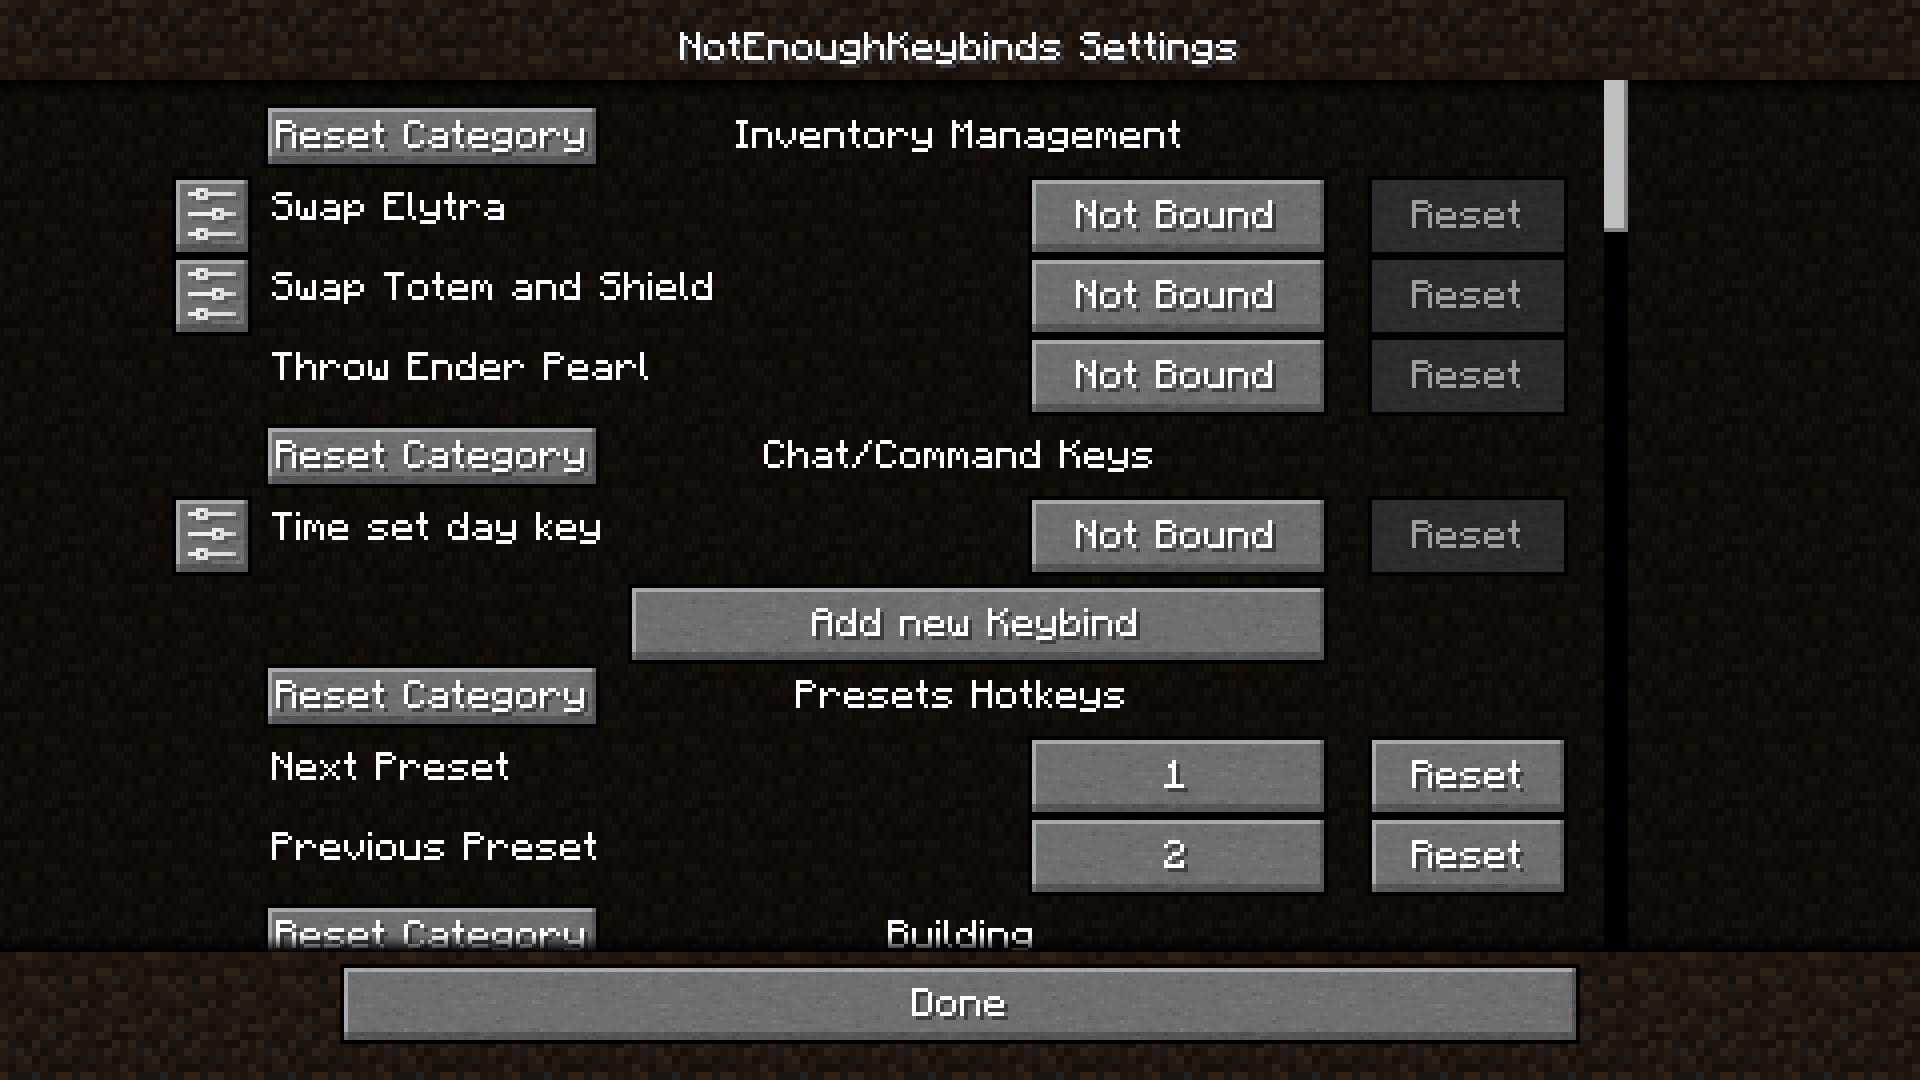 NotEnoughKeybinds Settings
Reset Category Inventory Management
Swap Elytra Not Bound Reset
Swap Totem and Shield Not Bound Reset
Throw Ender Pearl Not Bound Reset
Reset Category Chat/Command Keys
Time set day key Not Bound Reset
Add new Keybind
Reset Category Presets Hotkeys
Next Preset 1 Reset
Previous Preset 2 Reset
Reset Category Building
Done